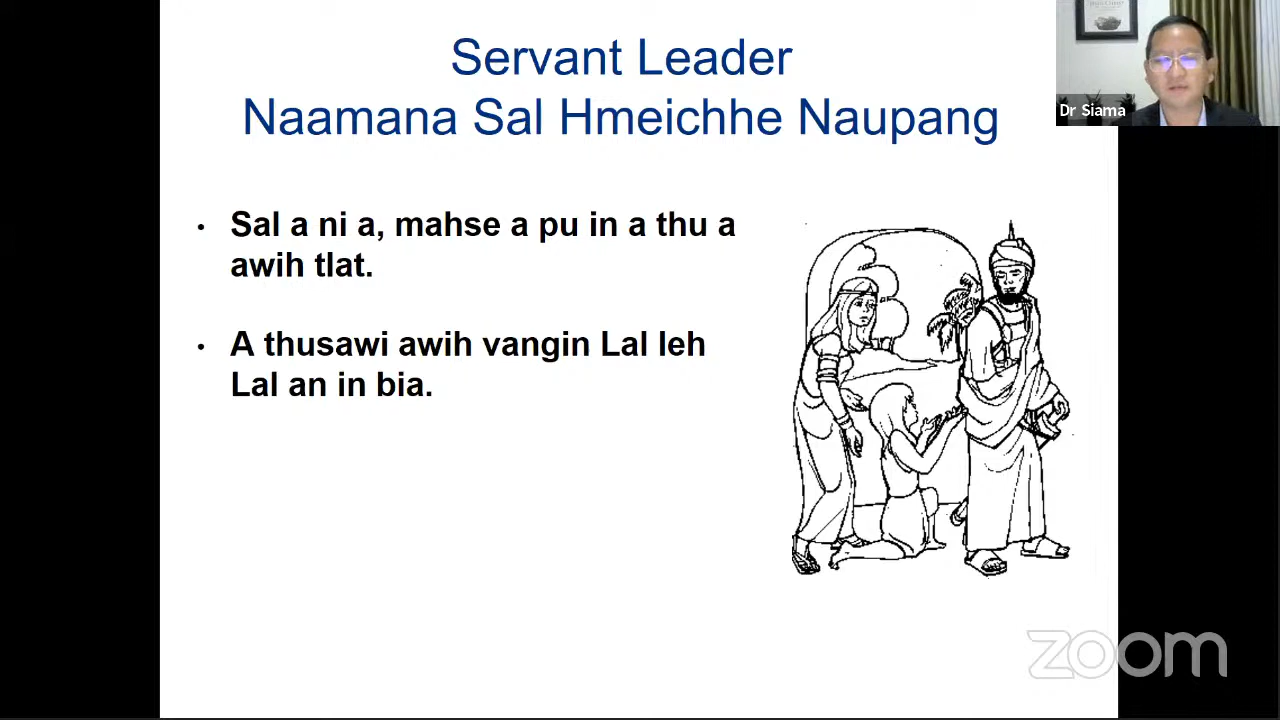 Servant Leader
Naamana Sal Hmeichhe Naupang
Dr Siama
• Sal a ni a, mahse a pu in a thu a
awih tlat.
• A thusawi awih vangin Lal leh
Lal an in bia.
zoom